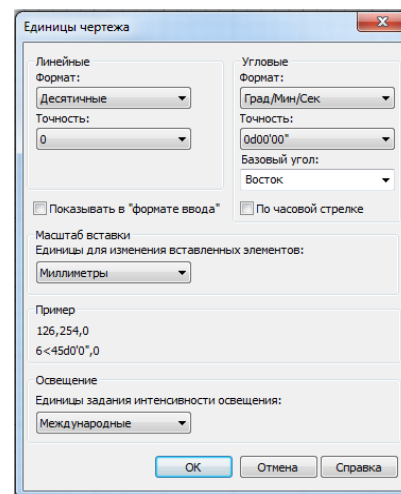 Единицы чертежа
Линейные
Формат:
Десятичные
Точность:
0
Показывать в "формате ввода"
Угловые
Формат:
Град/Мин/Сек
Точность:
0d00'00"
Базовый угол:
Восток
По часовой стрелке
Масштаб вставки
Единицы для изменения вставленных элементов:
Миллиметры
Пример
126,254,0
6<45d0'0",0
Освещение
Единицы задания интенсивности освещения:
Международные
OK
Отмена
Справка